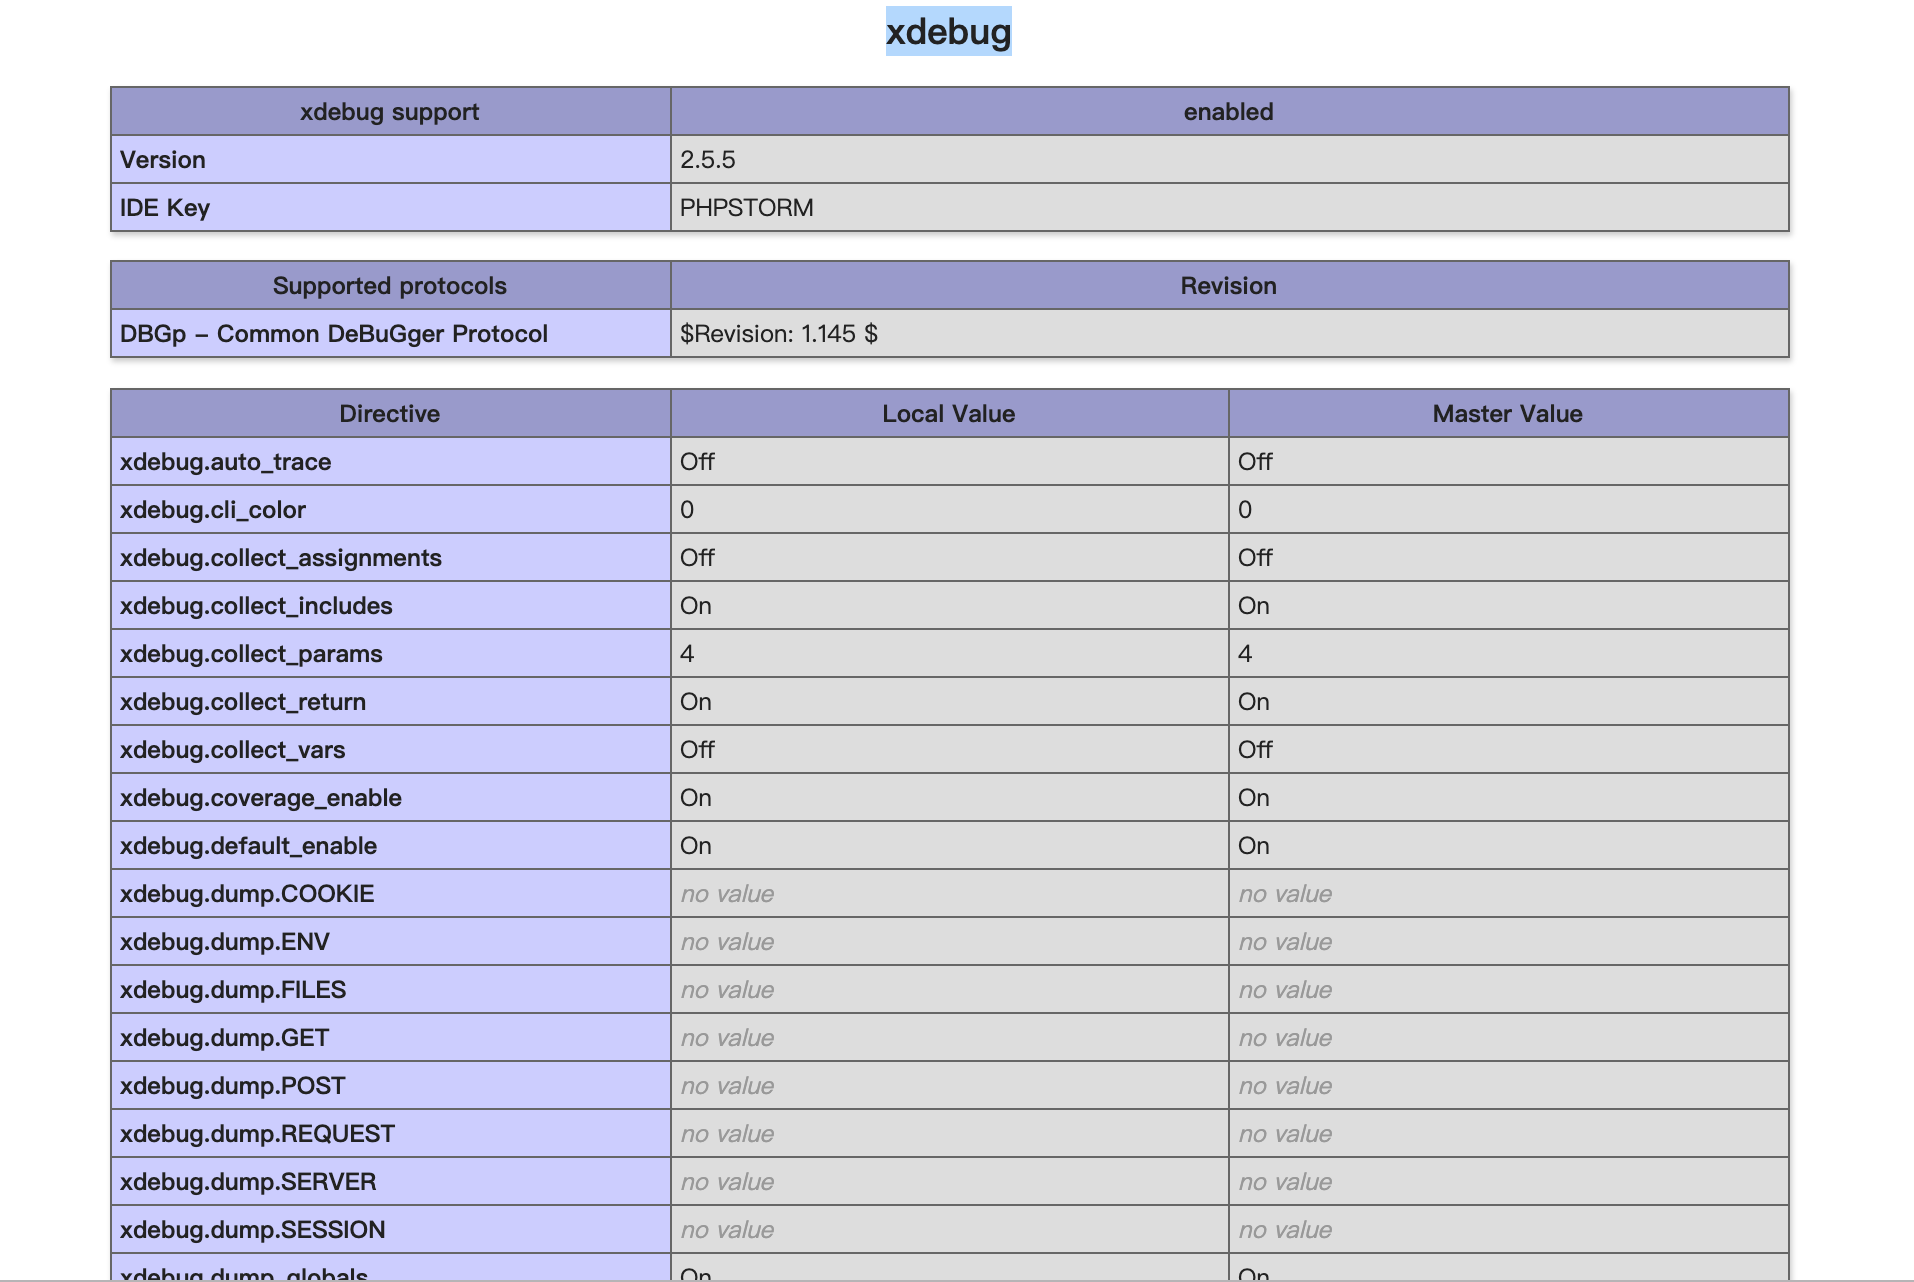 xdebug
xdebug support enabled
Version 2.5.5
IDE Key PHPSTORM
Supported protocols Revision
DBGp – Common DeBuGger Protocol $Revision: 1.145 $
Directive Local Value Master Value
xdebug.auto_trace Off Off
xdebug.cli_color 0 0
xdebug.collect_assignments Off Off
xdebug.collect_includes On On
xdebug.collect_params 4 4
xdebug.collect_return On On
xdebug.collect_vars Off Off
xdebug.coverage_enable On On
xdebug.default_enable On On
xdebug.dump.COOKIE no value no value
xdebug.dump.ENV no value no value
xdebug.dump.FILES no value no value
xdebug.dump.GET no value no value
xdebug.dump.POST no value no value
xdebug.dump.REQUEST no value no value
xdebug.dump.SERVER no value no value
xdebug.dump.SESSION no value no value
xdebug.dump_globals On On